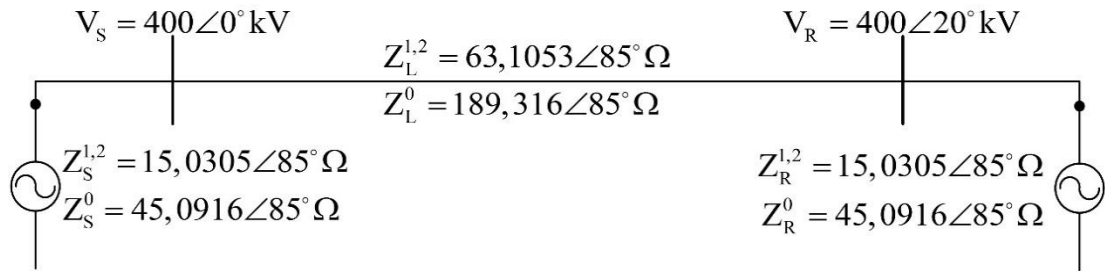 V_S = 400∠0° kV
V_R = 400∠20° kV
Z_L^{1,2} = 63,1053∠85° Ω
Z_L^0 = 189,316∠85° Ω
Z_S^{1,2} = 15,0305∠85° Ω
Z_S^0 = 45,0916∠85° Ω
Z_R^{1,2} = 15,0305∠85° Ω
Z_R^0 = 45,0916∠85° Ω